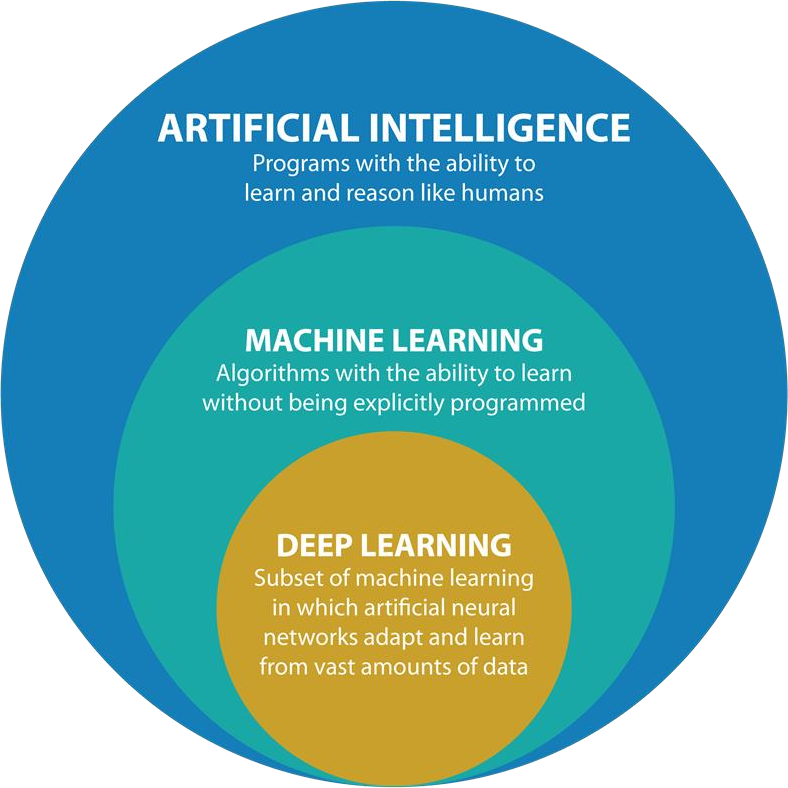 ARTIFICIAL INTELLIGENCE
Programs with the ability to
learn and reason like humans
MACHINE LEARNING
Algorithms with the ability to learn
without being explicitly programmed
DEEP LEARNING
Subset of machine learning
in which artificial neural
networks adapt and learn
from vast amounts of data